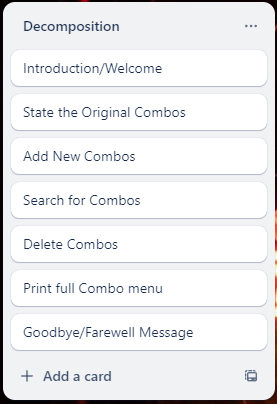 Decomposition
Introduction/Welcome
State the Original Combos
Add New Combos
Search for Combos
Delete Combos
Print full Combo menu
Goodbye/Farewell Message
Add a card